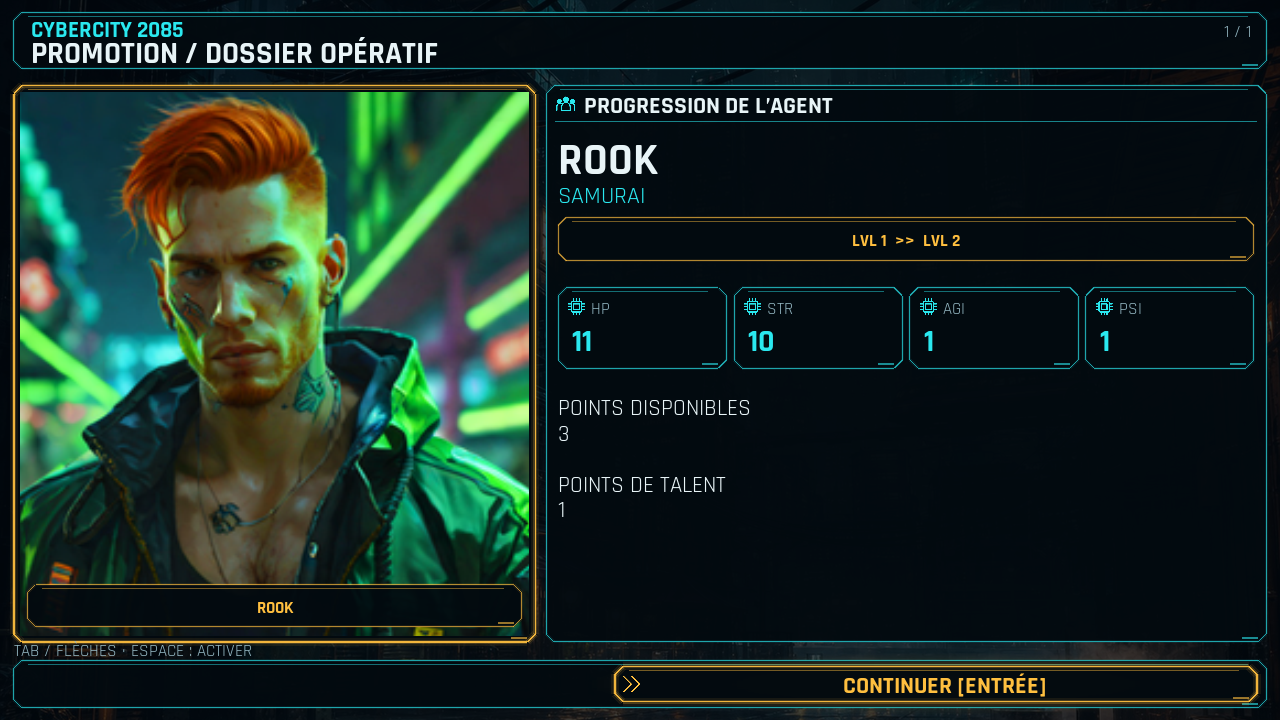 CYBERCITY 2085
PROMOTION / DOSSIER OPÉRATIF
1 / 1
PROGRESSION DE L’AGENT
ROOK
SAMURAI
LVL 1 >> LVL 2
HP
11
STR
10
AGI
1
PSI
1
POINTS DISPONIBLES
3
POINTS DE TALENT
1
ROOK
TAB / FLECHES · ESPACE : ACTIVER
CONTINUER [ENTRÉE]